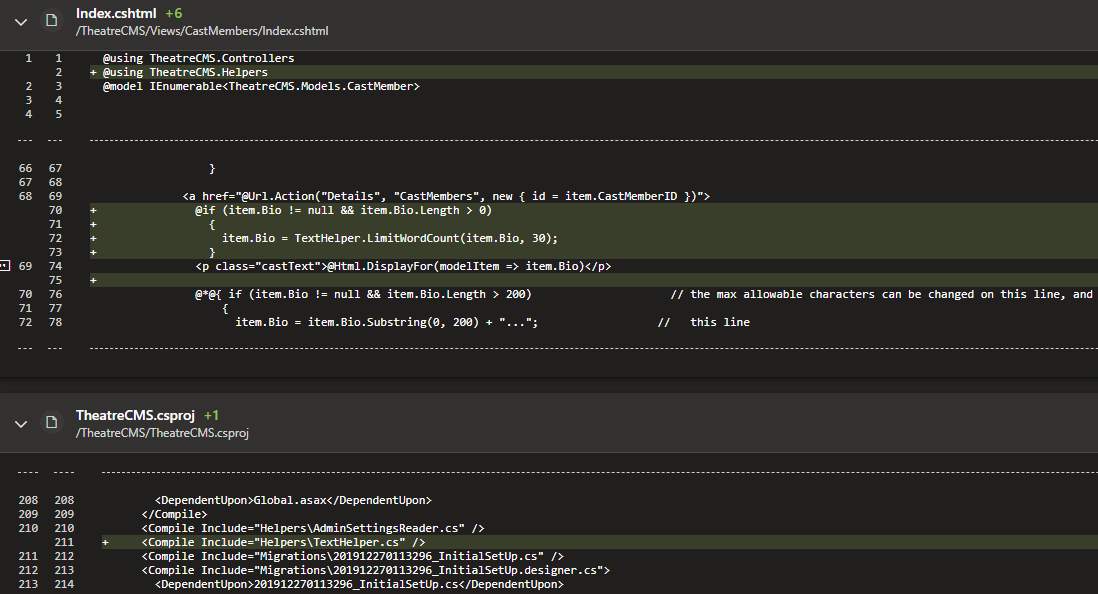 Index.cshtml +6
/TheatreCMS/Views/CastMembers/Index.cshtml
1 1 @using TheatreCMS.Controllers
2 + @using TheatreCMS.Helpers
2 3 @model IEnumerable<TheatreCMS.Models.CastMember>
3 4
4 5
--- ---
66 67 }
67 68
68 69 <a href="@Url.Action("Details", "CastMembers", new { id = item.CastMemberID })">
70 + @if (item.Bio != null && item.Bio.Length > 0)
71 + {
72 + item.Bio = TextHelper.LimitWordCount(item.Bio, 30);
73 + }
69 74 <p class="castText">@Html.DisplayFor(modelItem => item.Bio)</p>
75 +
70 76 @*@{ if (item.Bio != null && item.Bio.Length > 200) // the max allowable characters can be changed on this line, and
71 77 {
72 78 item.Bio = item.Bio.Substring(0, 200) + "..."; // this line
--- ---
TheatreCMS.csproj +1
/TheatreCMS/TheatreCMS.csproj
---- ----
208 208 <DependentUpon>Global.asax</DependentUpon>
209 209 </Compile>
210 210 <Compile Include="Helpers\AdminSettingsReader.cs" />
211 + <Compile Include="Helpers\TextHelper.cs" />
211 212 <Compile Include="Migrations\201912270113296_InitialSetUp.cs" />
212 213 <Compile Include="Migrations\201912270113296_InitialSetUp.designer.cs">
213 214 <DependentUpon>201912270113296_InitialSetUp.cs</DependentUpon>